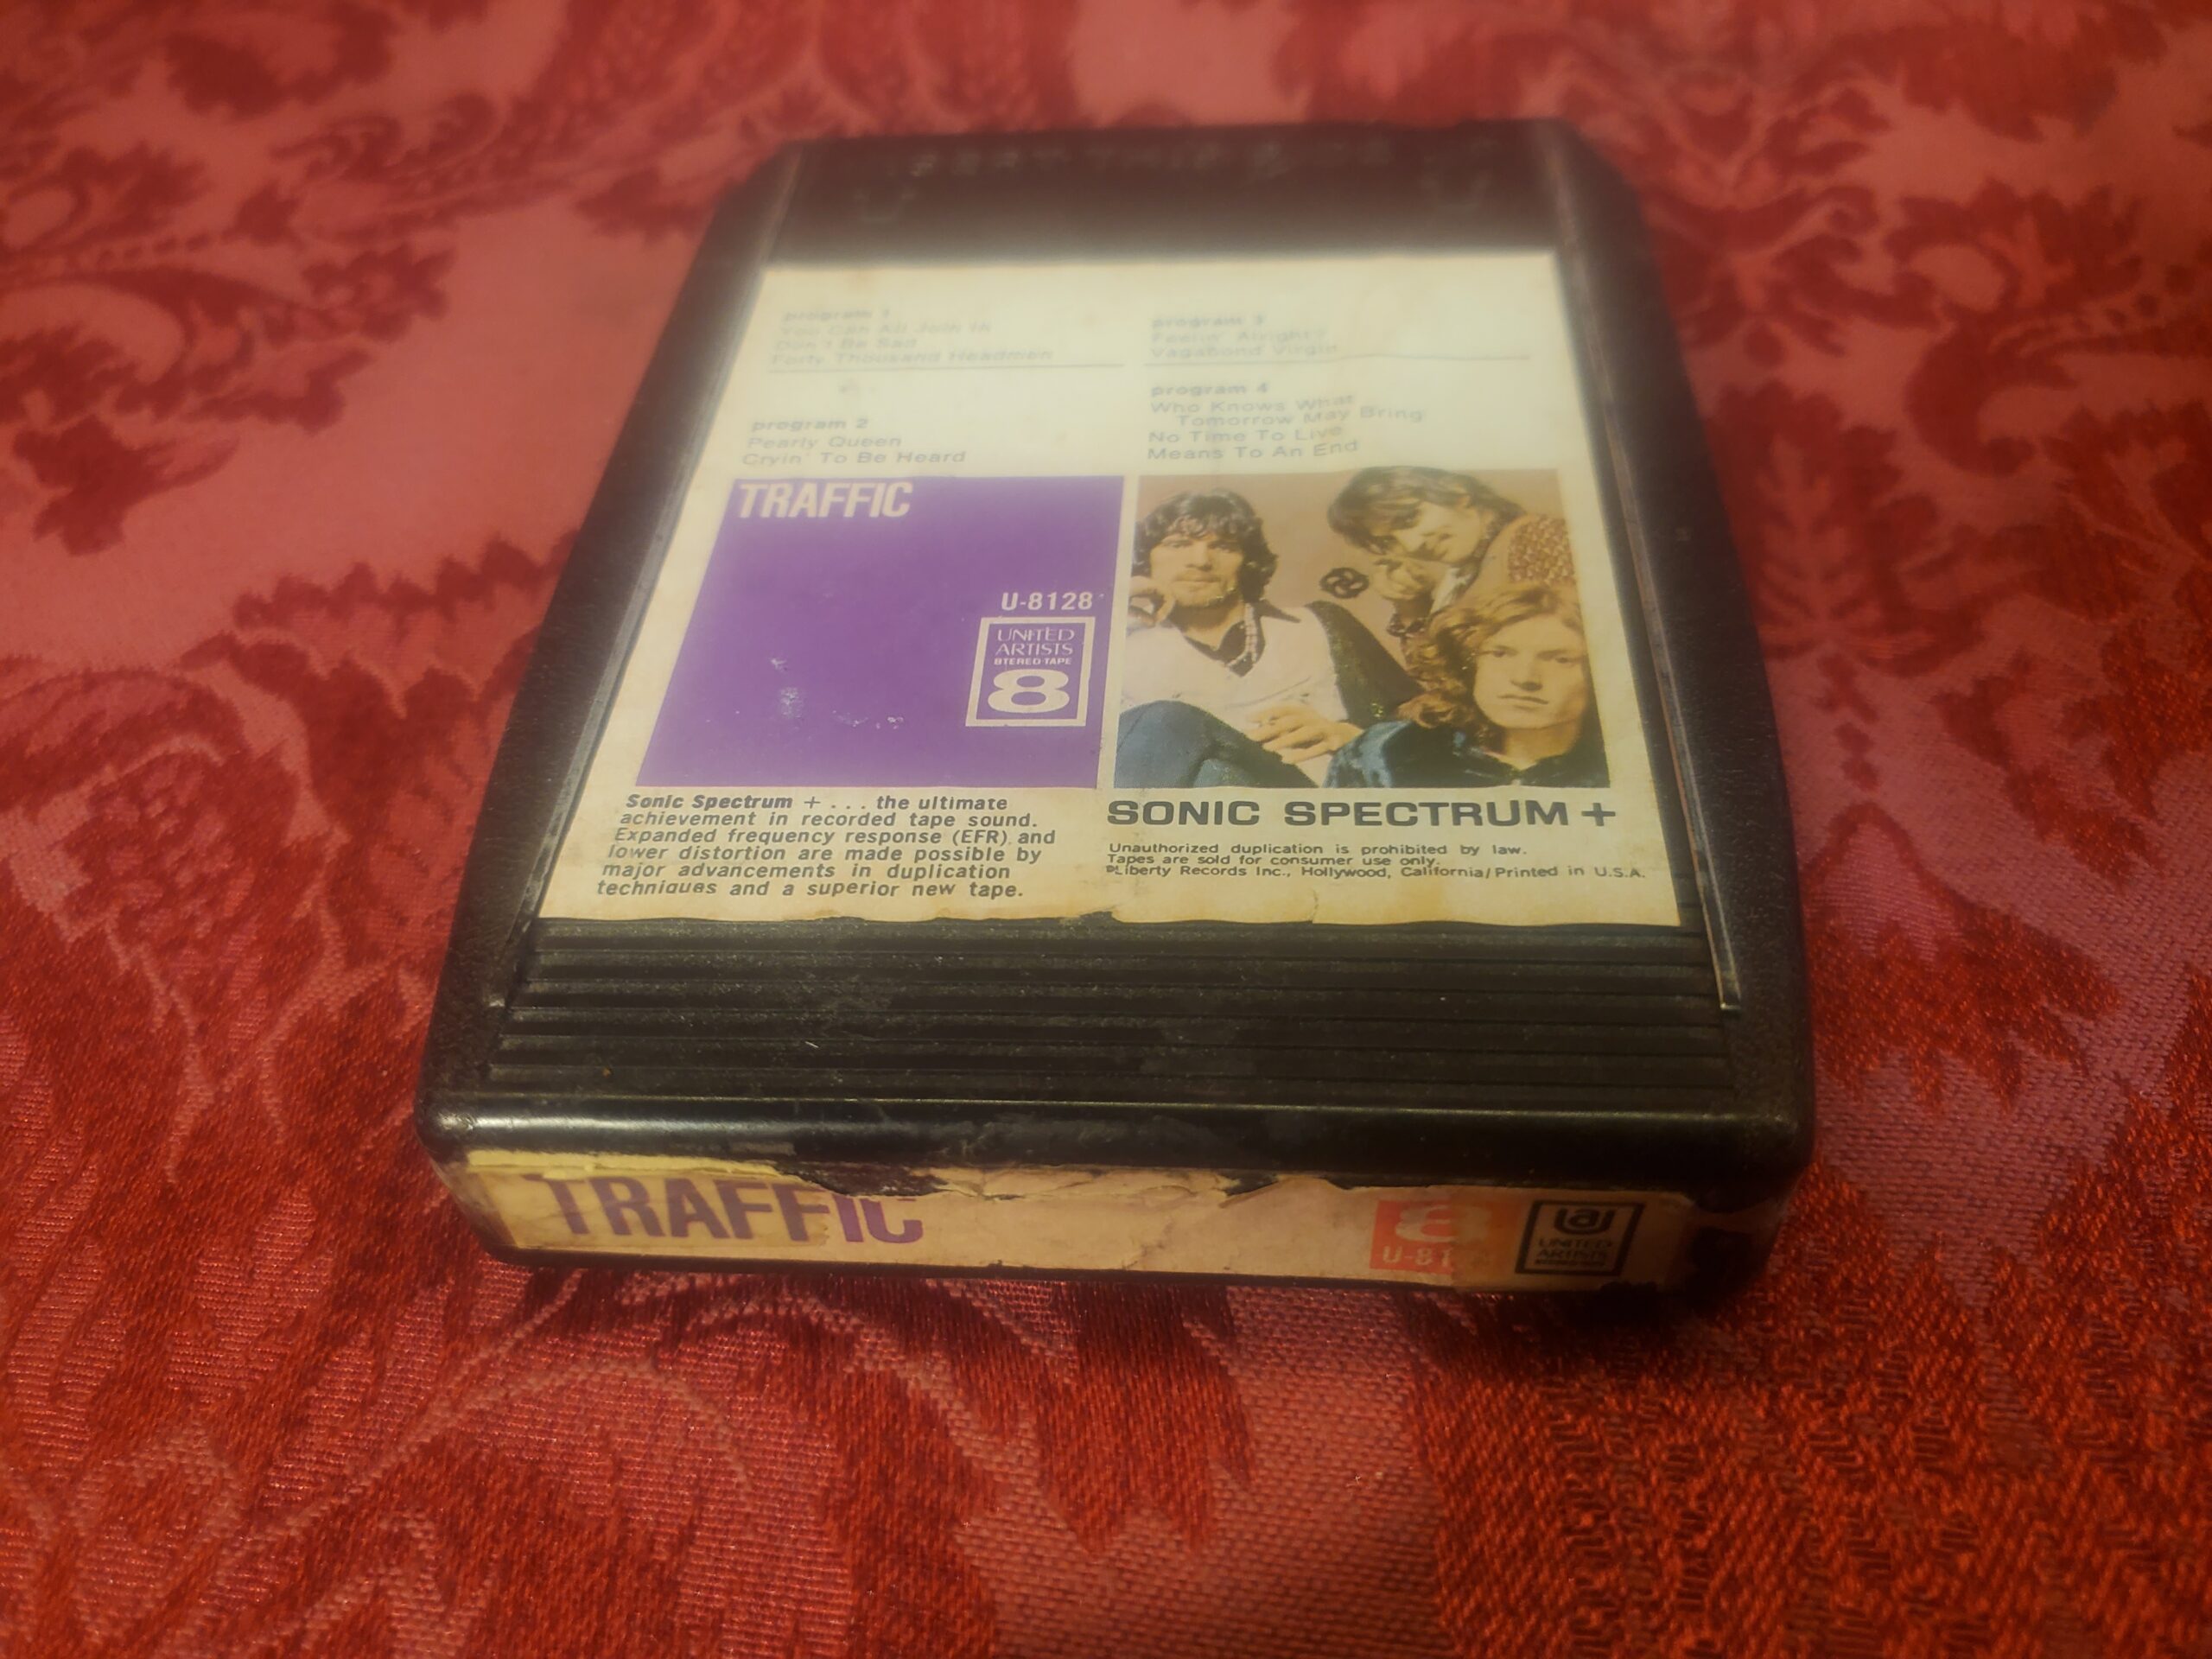 program 1
You Can All Join In
Don't Be Sad
Forty Thousand Headmen
program 2
Pearly Queen
Cryin' To Be Heard
program 3
Feelin' Alright?
Vagabond Virgin
program 4
Who Knows What
Tomorrow May Bring
No Time To Live
Means To An End
TRAFFIC
U-8128
UNITED
ARTISTS
STEREO TAPE
8
Sonic Spectrum + . . . the ultimate
achievement in recorded tape sound.
Expanded frequency response (EFR) and
lower distortion are made possible by
major advancements in duplication
techniques and a superior new tape.
SONIC SPECTRUM +
Unauthorized duplication is prohibited by law.
Tapes are sold for consumer use only.
℗Liberty Records Inc., Hollywood, California/Printed in U.S.A.
TRAFFIC
8
U-81
UA
UNITED
ARTISTS